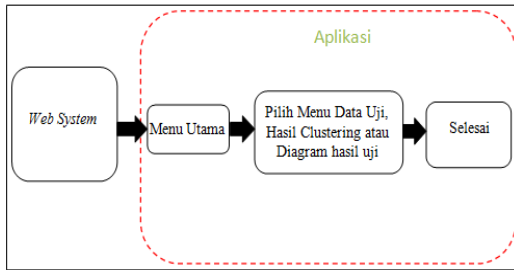 Aplikasi
Web System
Menu Utama
Pilih Menu Data Uji,
Hasil Clustering atau
Diagram hasil uji
Selesai